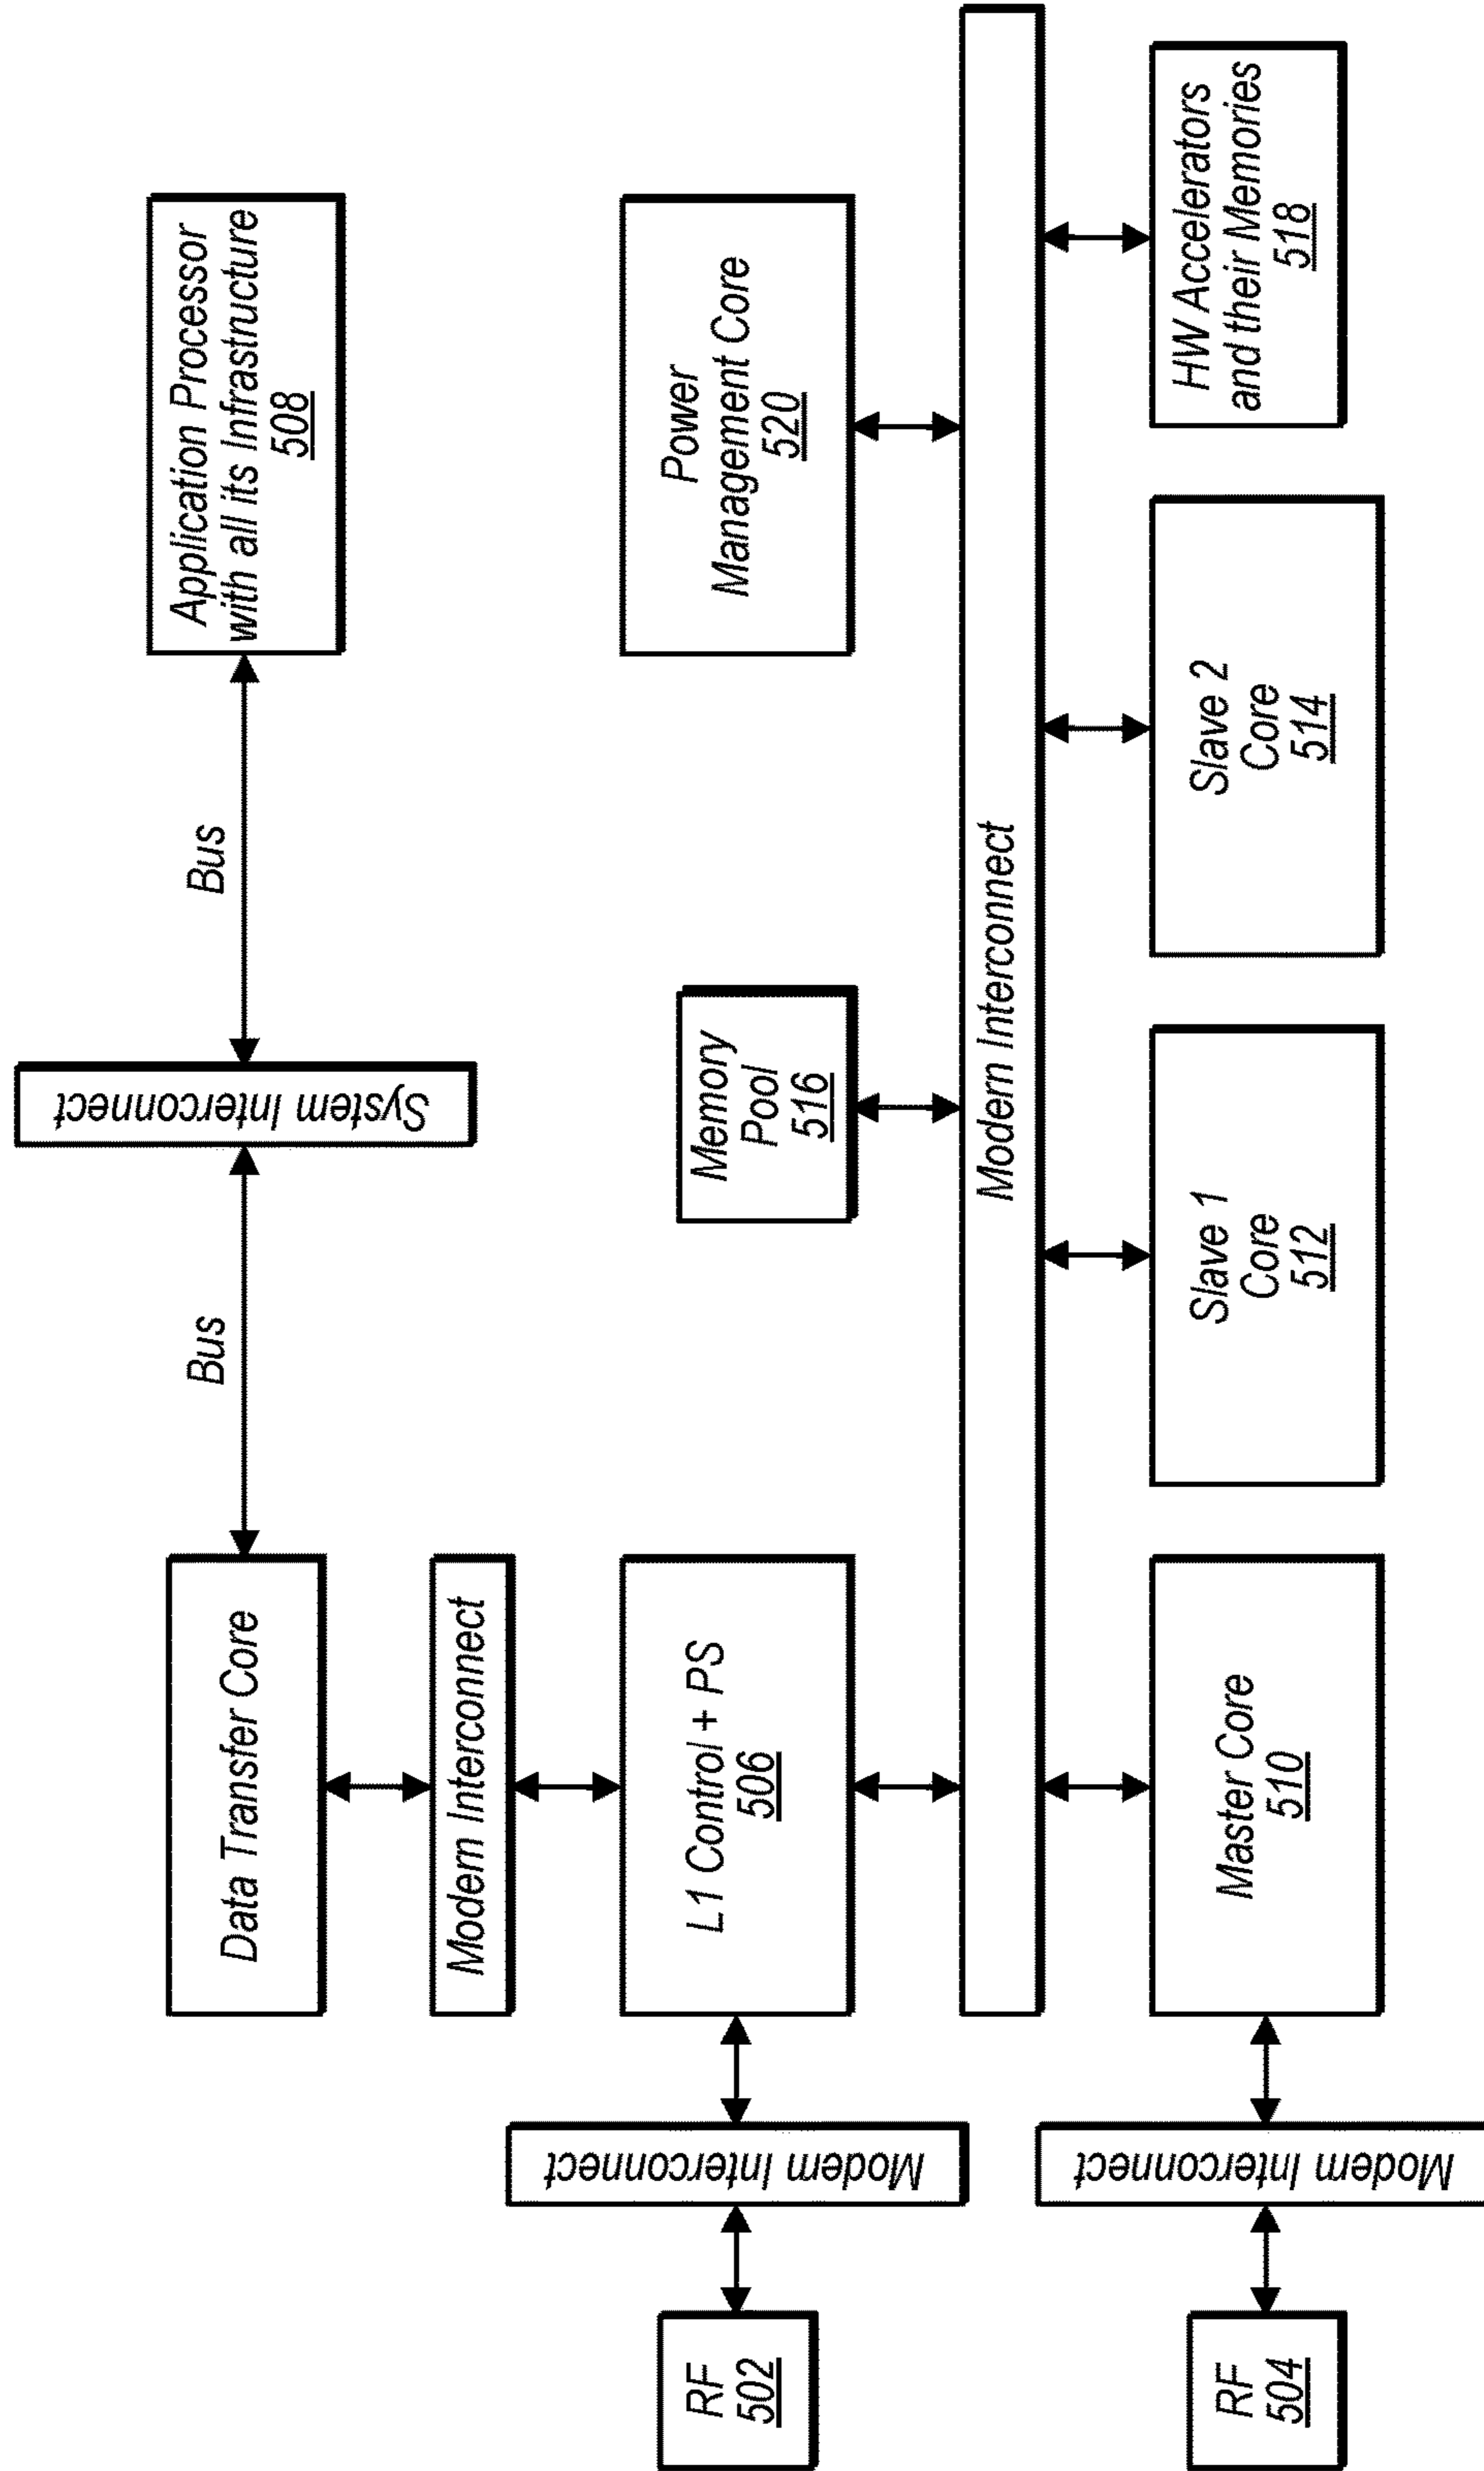 Data Transfer Core
Bus
System Interconnect
Bus
Application Processor
with all its Infrastructure
508
Modem Interconnect
RF
502
Modem Interconnect
L1 Control + PS
506
Memory
Pool
516
Power
Management Core
520
Modem Interconnect
RF
504
Modem Interconnect
Master Core
510
Slave 1
Core
512
Slave 2
Core
514
HW Accelerators
and their Memories
518